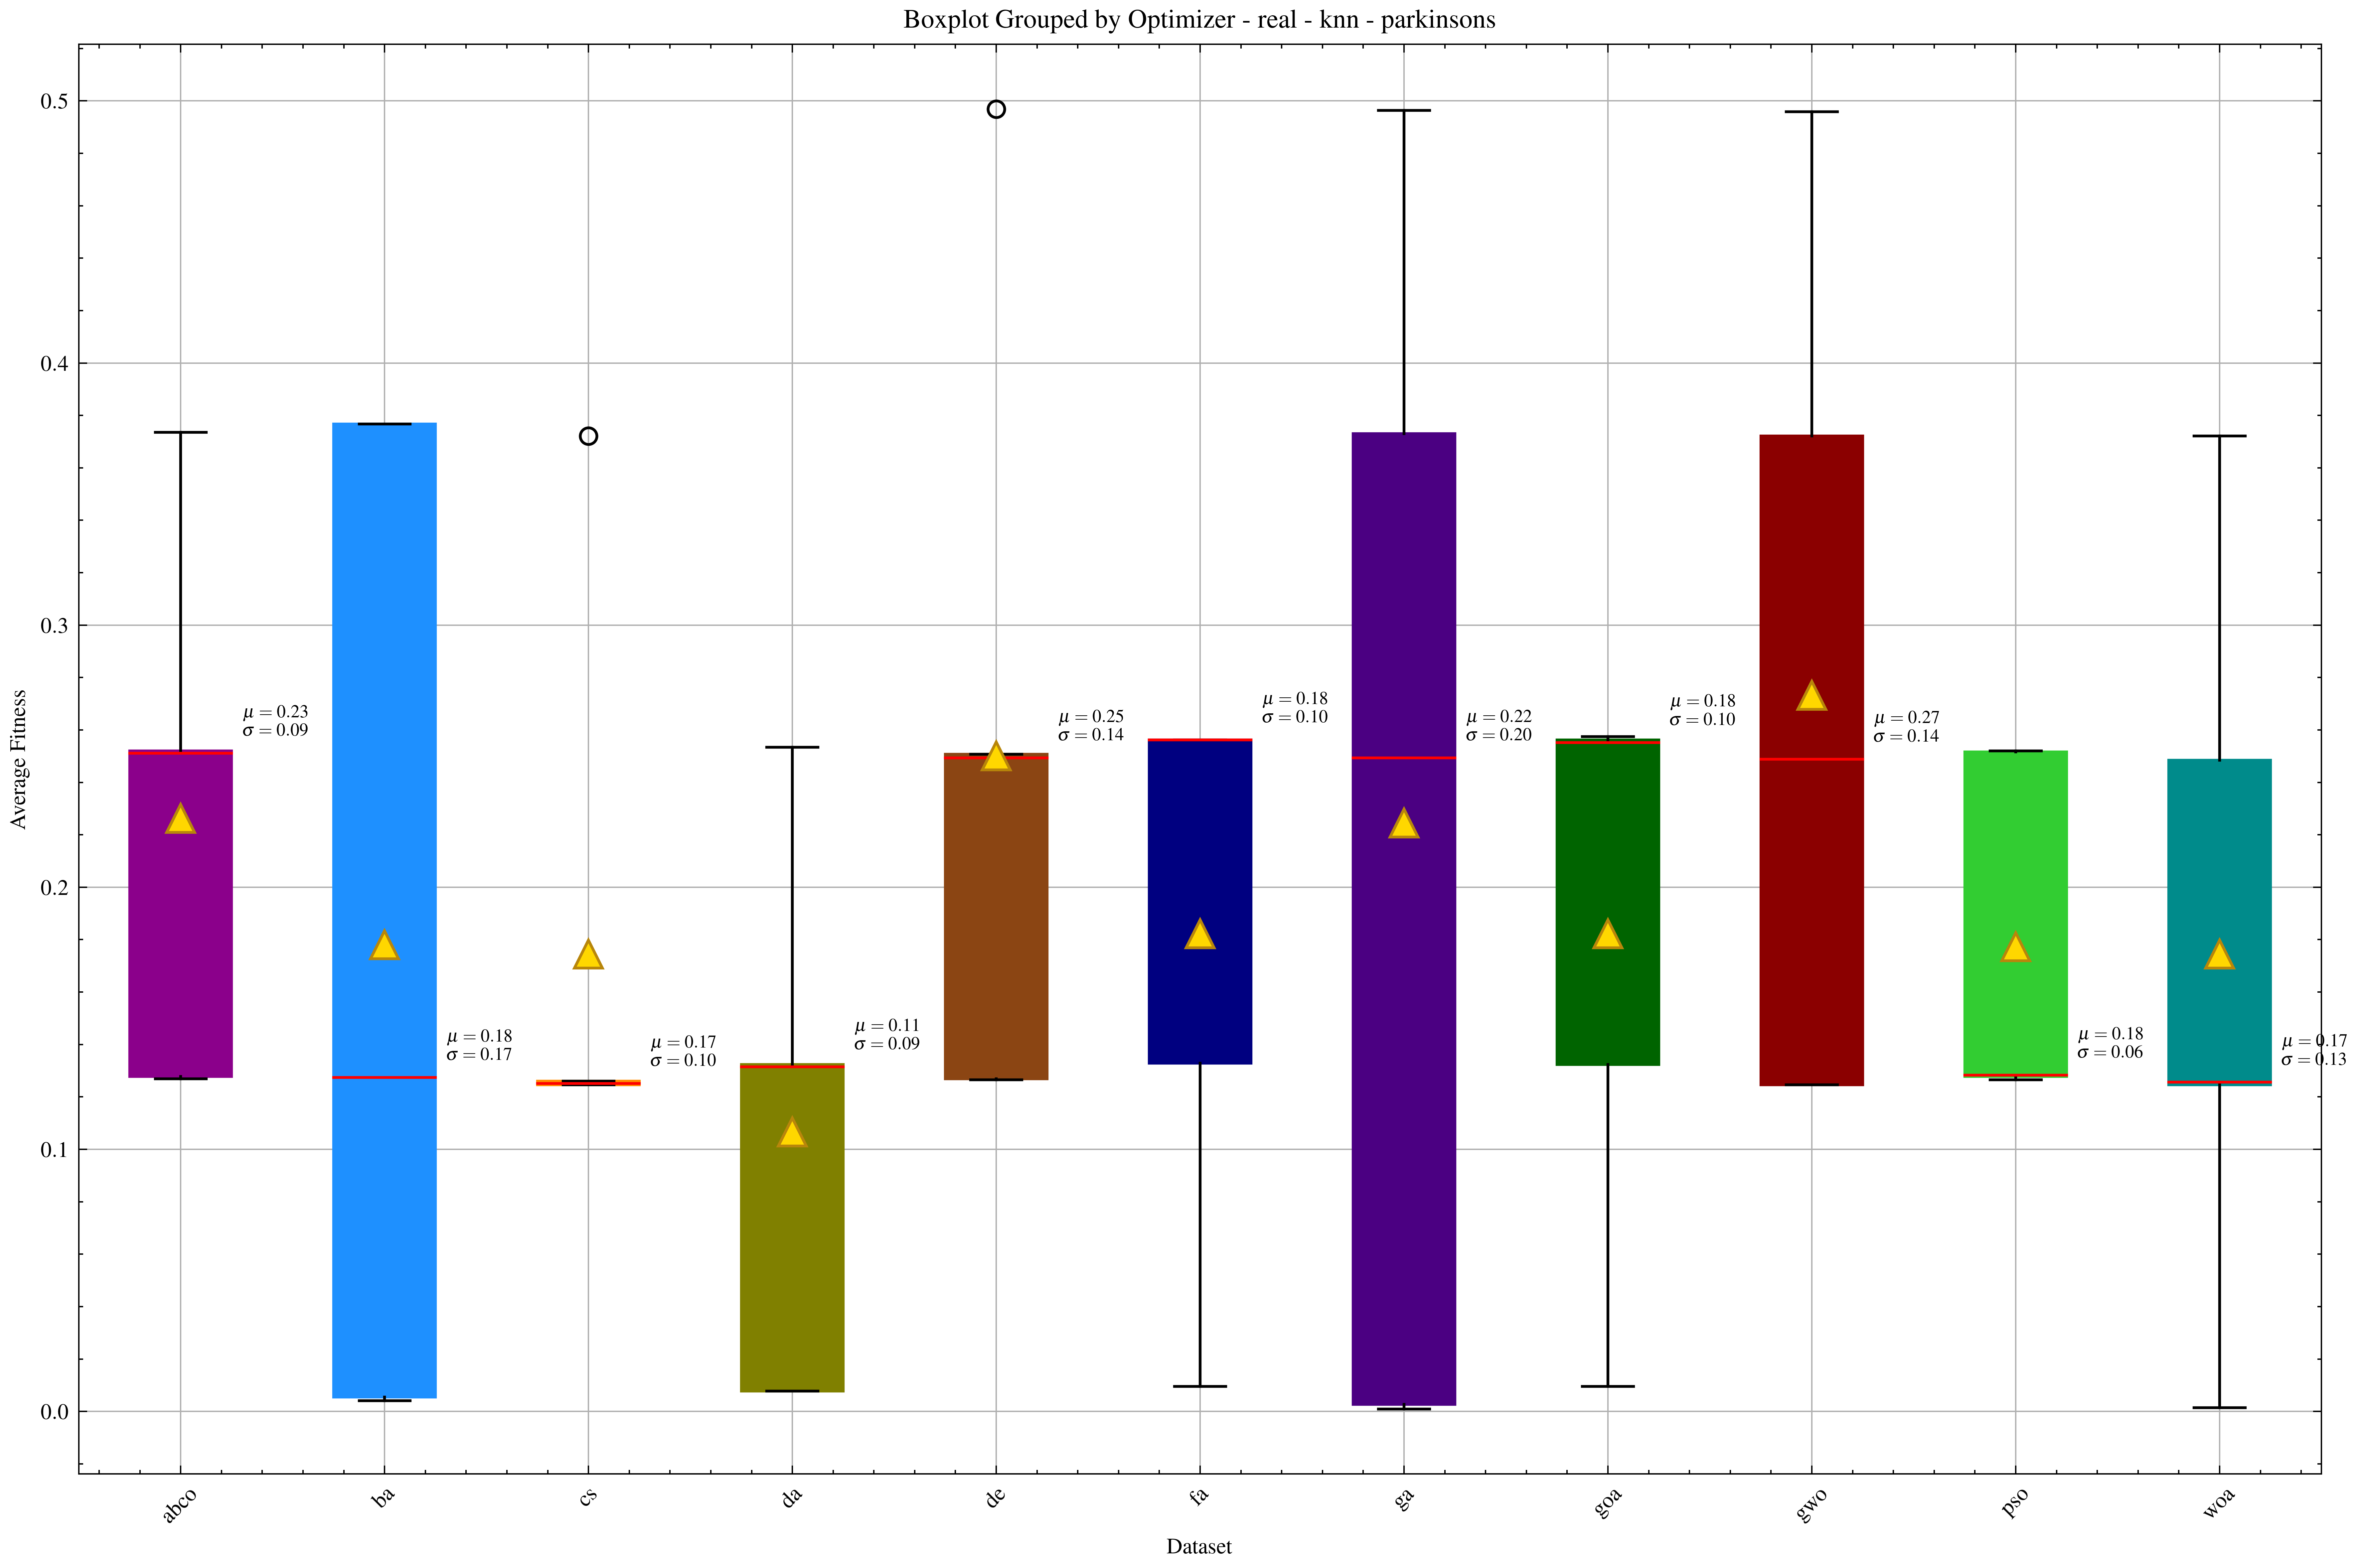 Boxplot Grouped by Optimizer - real - knn - parkinsons
Average Fitness
0.5
0.4
0.3
0.2
0.1
0.0
μ = 0.23
σ = 0.09
μ = 0.18
σ = 0.17
μ = 0.17
σ = 0.10
μ = 0.11
σ = 0.09
μ = 0.25
σ = 0.14
μ = 0.18
σ = 0.10
μ = 0.22
σ = 0.20
μ = 0.18
σ = 0.10
μ = 0.27
σ = 0.14
μ = 0.18
σ = 0.06
μ = 0.17
σ = 0.13
abco
ba
cs
da
de
fa
ga
goa
gwo
pso
woa
Dataset